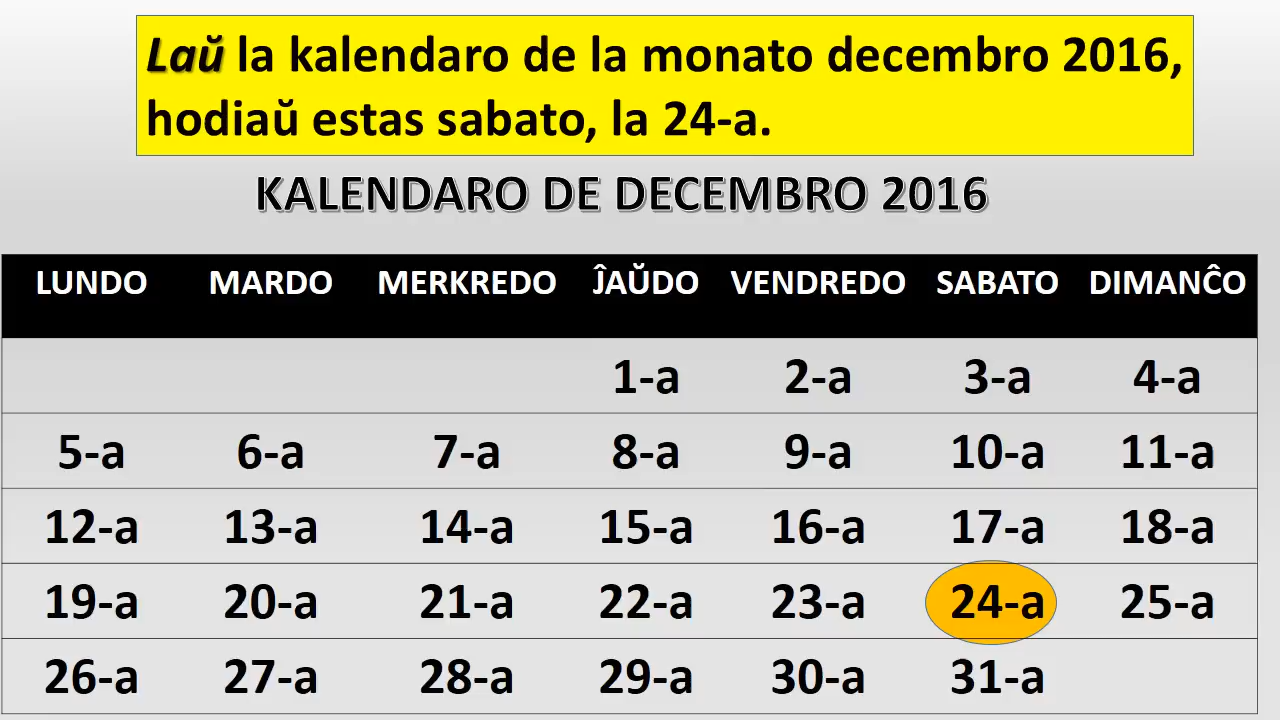 Laŭ la kalendaro de la monato decembro 2016,
hodiaŭ estas sabato, la 24-a.
KALENDARO DE DECEMBRO 2016
LUNDO MARDO MERKREDO ĴAŬDO VENDREDO SABATO DIMANĈO
1-a 2-a 3-a 4-a
5-a 6-a 7-a 8-a 9-a 10-a 11-a
12-a 13-a 14-a 15-a 16-a 17-a 18-a
19-a 20-a 21-a 22-a 23-a 24-a 25-a
26-a 27-a 28-a 29-a 30-a 31-a